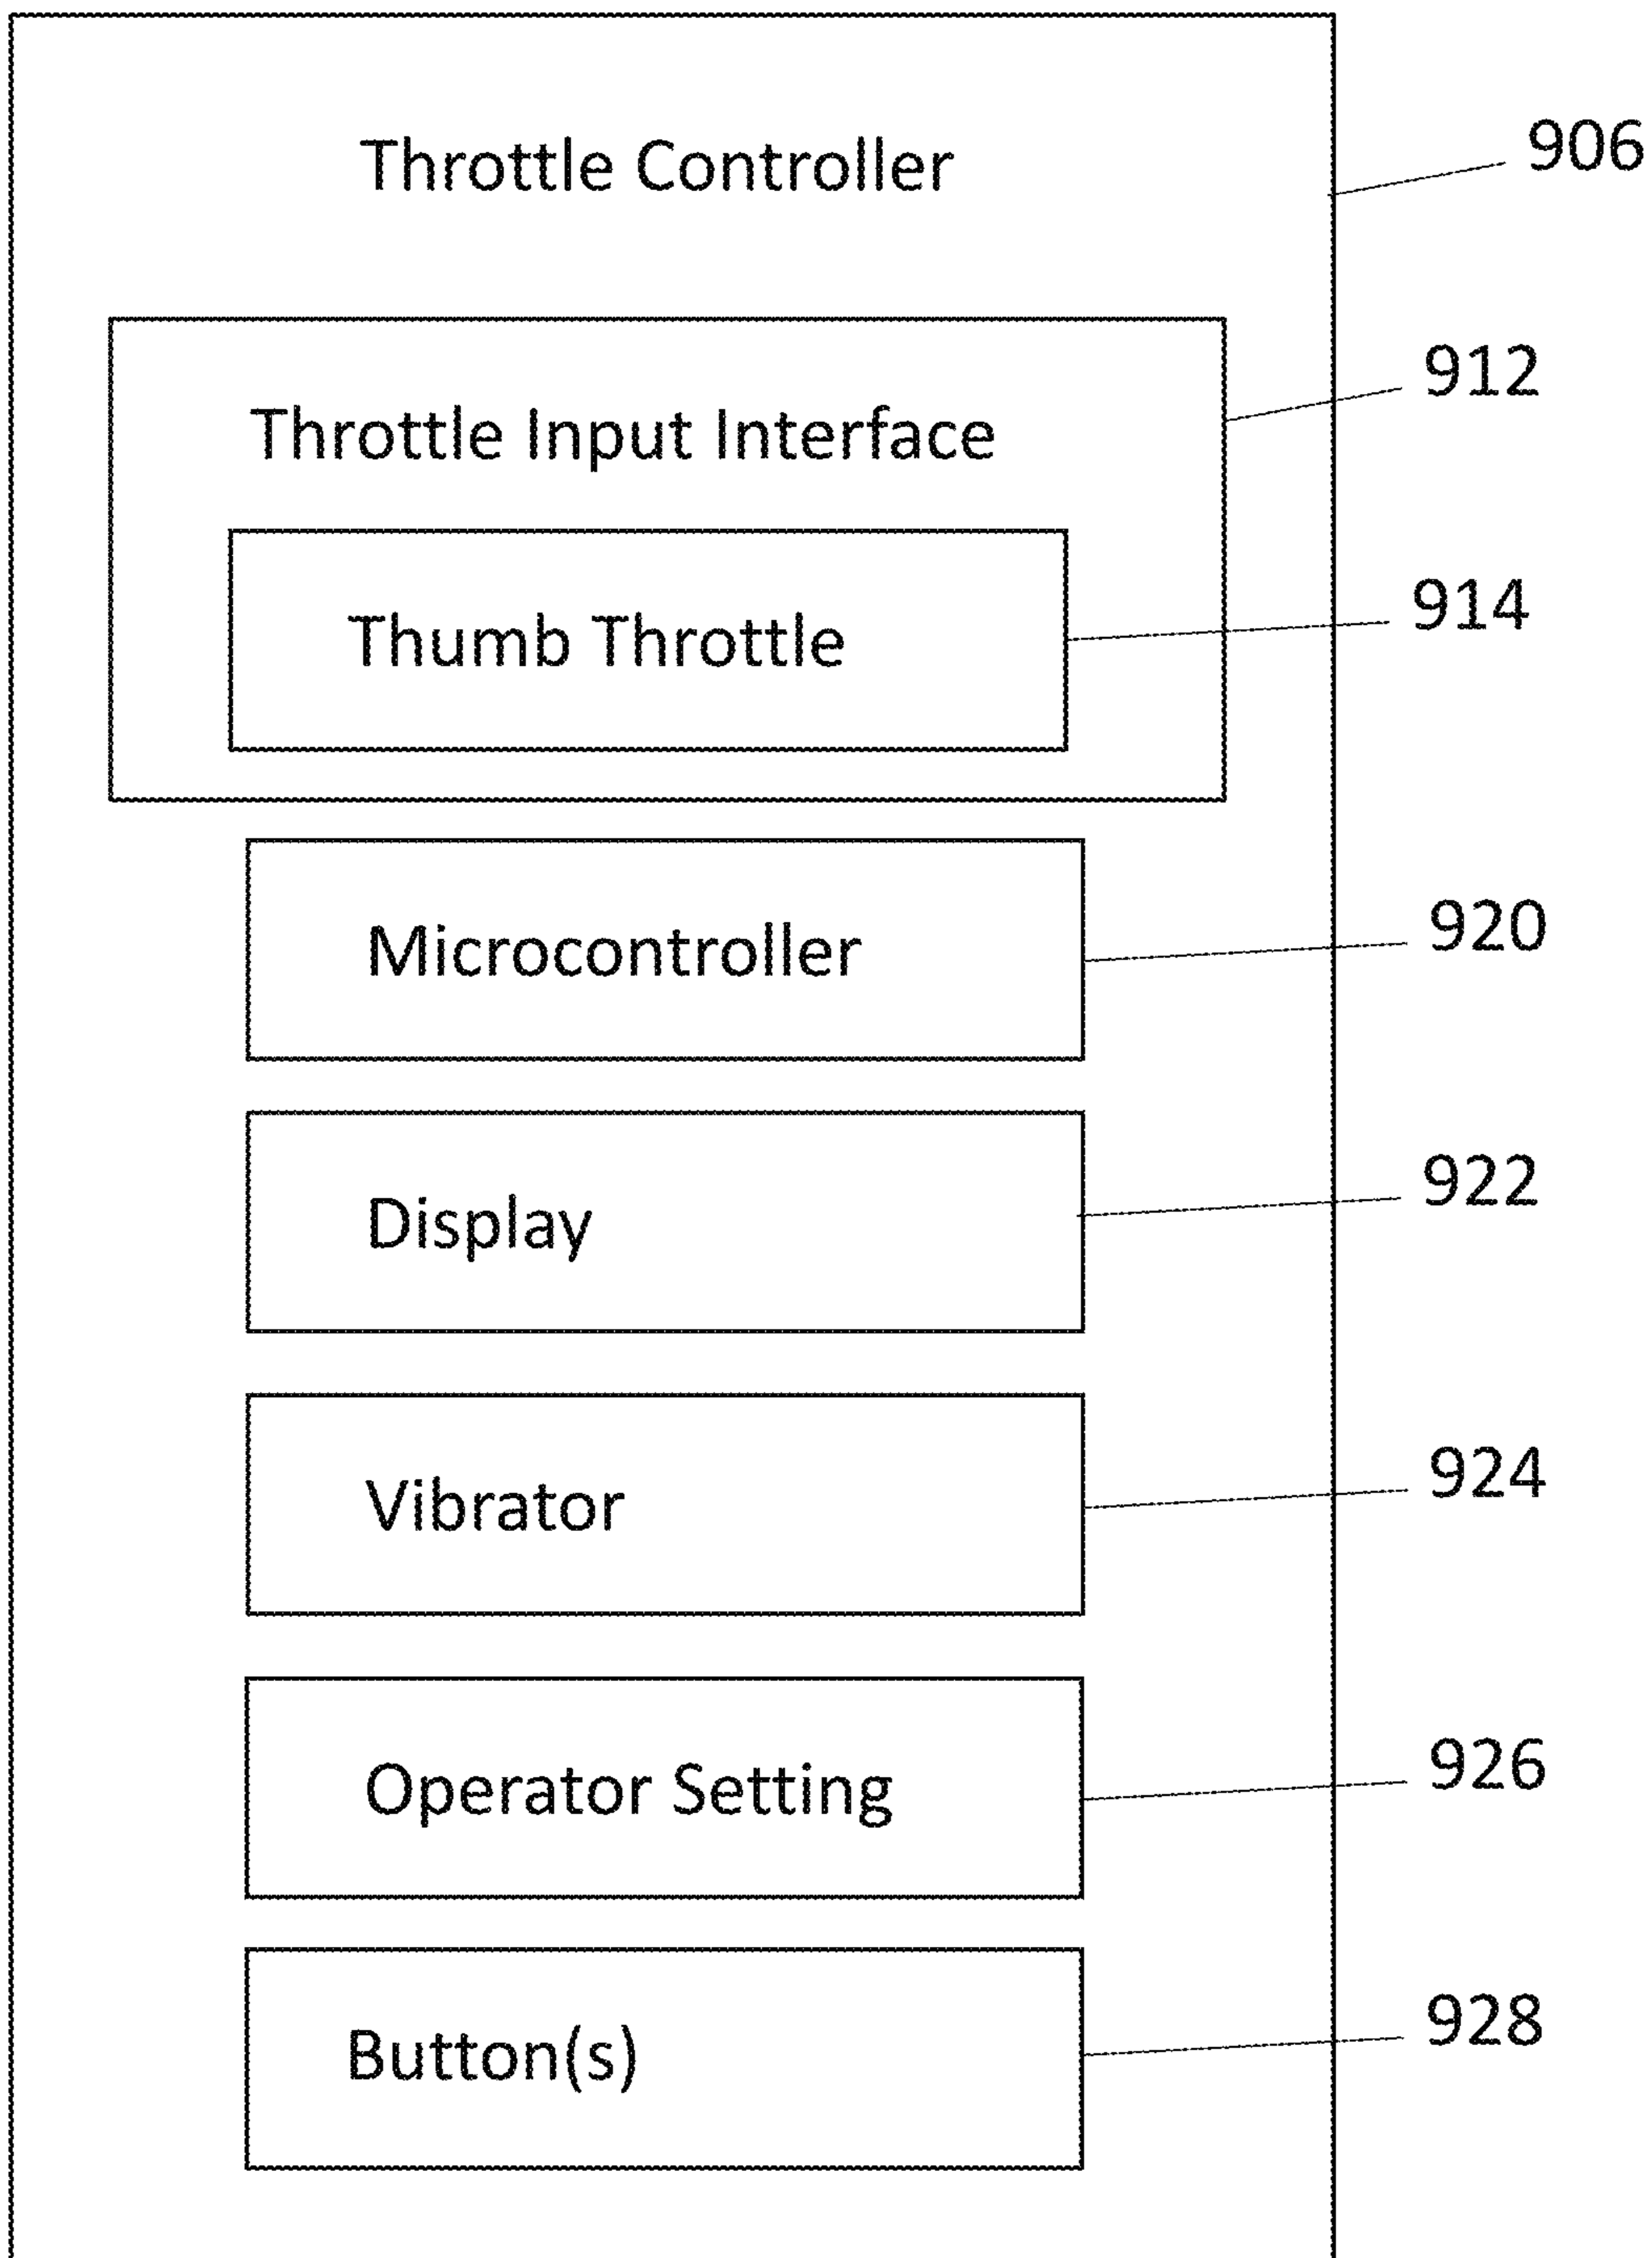 Throttle Controller
906
912
Throttle Input Interface
914
Thumb Throttle
920
Microcontroller
922
Display
924
Vibrator
926
Operator Setting
928
Button(s)